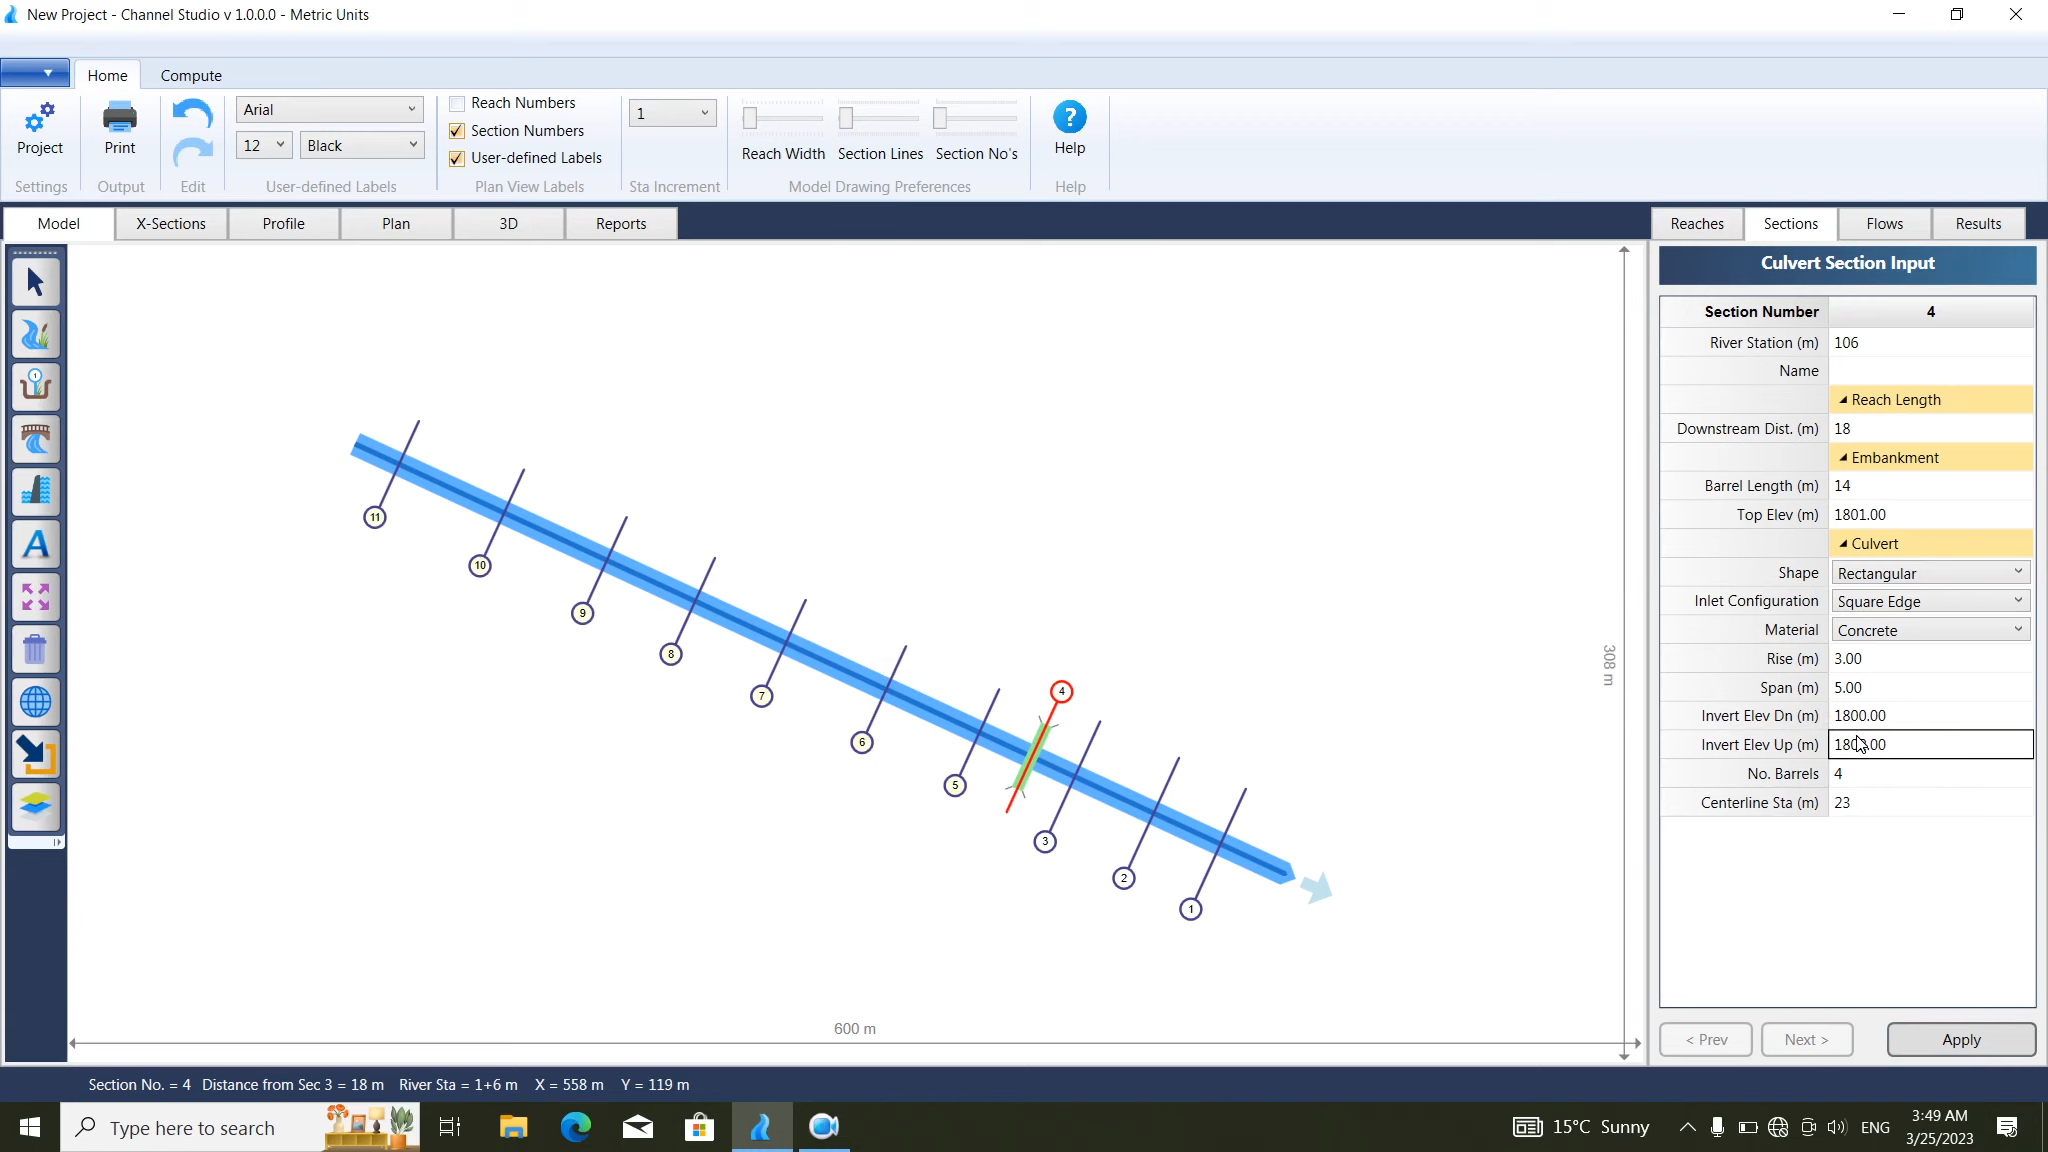 New Project - Channel Studio v 1.0.0.0 - Metric Units
Home
Compute
Project
Settings
Print
Output
Edit
Arial
12
Black
User-defined Labels
Reach Numbers
Section Numbers
User-defined Labels
Plan View Labels
1
Sta Increment
Reach Width
Section Lines
Section No's
Model Drawing Preferences
?
Help
Help
Model
X-Sections
Profile
Plan
3D
Reports
Reaches
Sections
Flows
Results
Culvert Section Input
Section Number 4
River Station (m) 106
Name
Reach Length
Downstream Dist. (m) 18
Embankment
Barrel Length (m) 14
Top Elev (m) 1801.00
Culvert
Shape Rectangular
Inlet Configuration Square Edge
Material Concrete
Rise (m) 3.00
Span (m) 5.00
Invert Elev Dn (m) 1800.00
Invert Elev Up (m)
No. Barrels 4
Centerline Sta (m) 23
< Prev
Next >
Apply
1
A
11
10
9
8
7
6
5
4
3
2
1
308 m
600 m
Section No. = 4 Distance from Sec 3 = 18 m River Sta = 1+6 m X = 558 m Y = 119 m
Type here to search
15°C Sunny
ENG
3:49 AM
3/25/2023